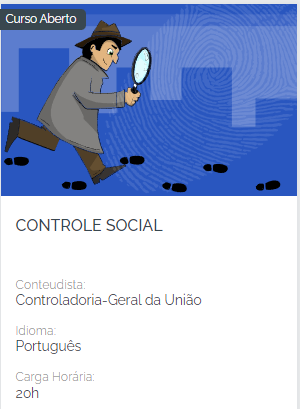 Curso Aberto
CONTROLE SOCIAL
Conteudista:
Controladoria-Geral da União
Idioma:
Português
Carga Horária:
20h